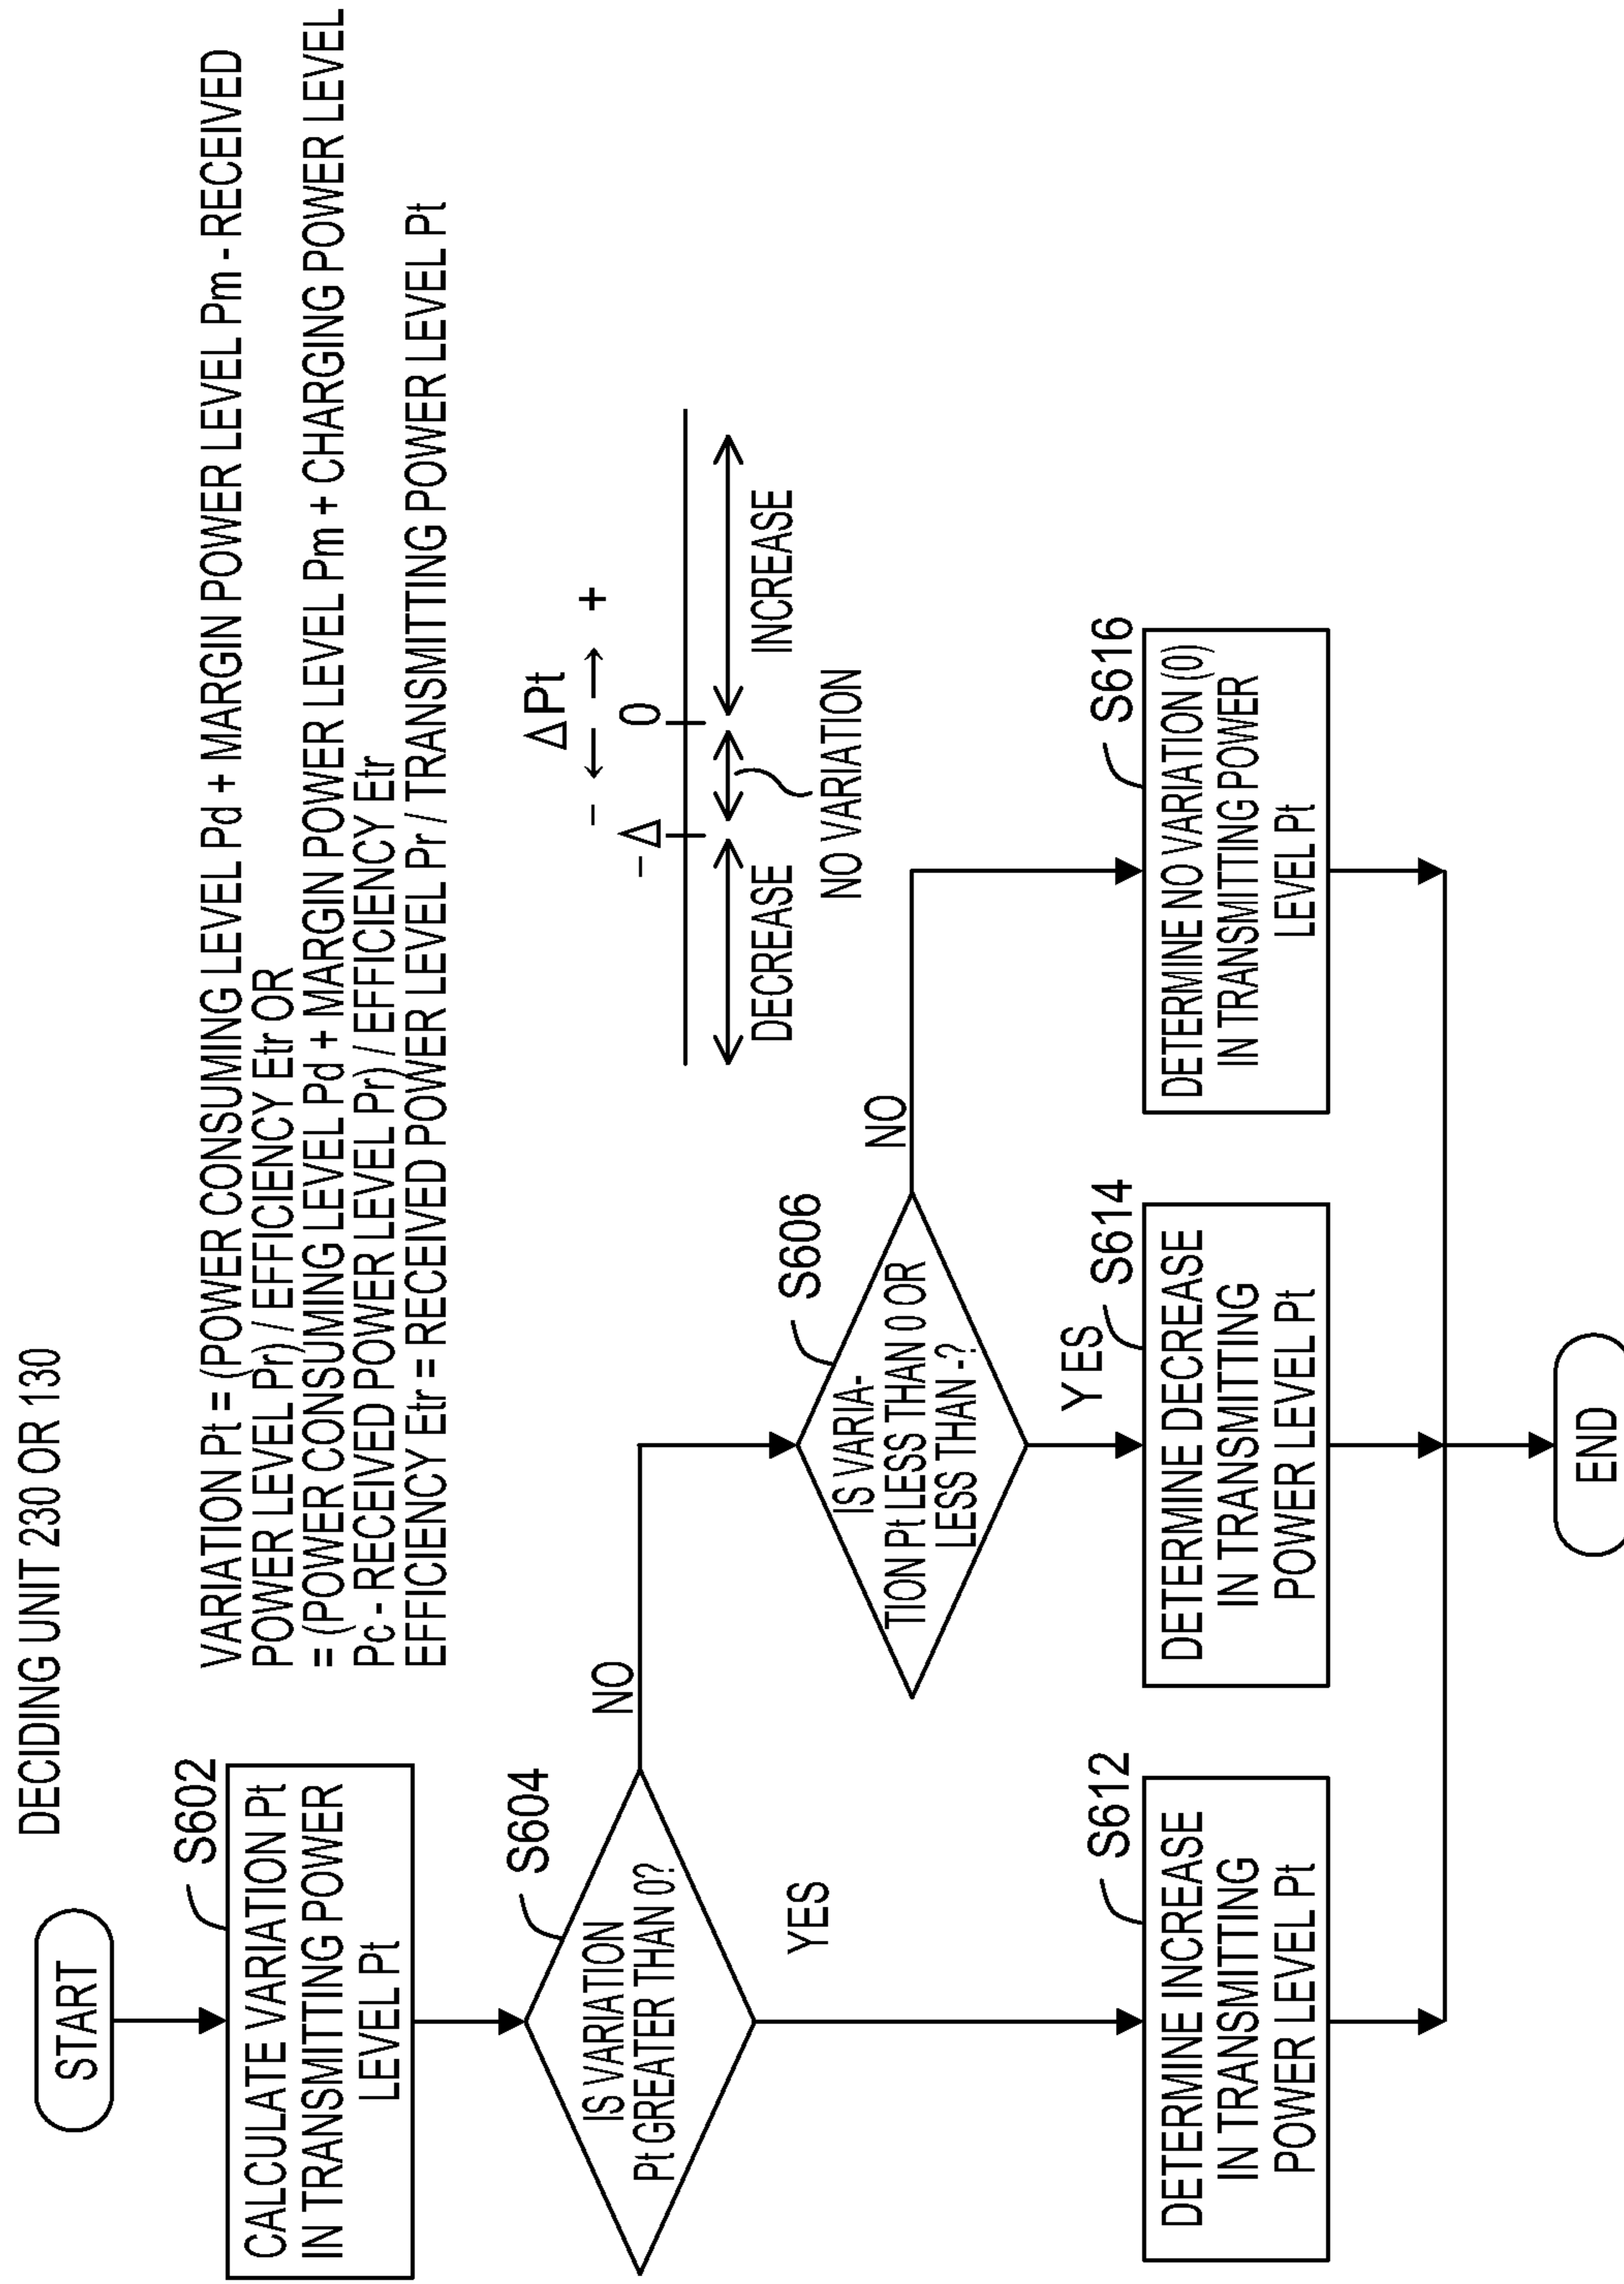 DECIDING UNIT 230 OR 130
START
S602
CALCULATE VARIATION Pt
IN TRANSMITTING POWER
LEVEL Pt
VARIATION Pt = (POWER CONSUMING LEVEL Pd + MARGIN POWER LEVEL Pm - RECEIVED
POWER LEVEL Pr) / EFFICIENCY Etr OR
= (POWER CONSUMING LEVEL Pd + MARGIN POWER LEVEL Pm + CHARGING POWER LEVEL
Pc - RECEIVED POWER LEVEL Pr) / EFFICIENCY Etr
EFFICIENCY Etr = RECEIVED POWER LEVEL Pr / TRANSMITTING POWER LEVEL Pt
S604
IS VARIATION
Pt GREATER THAN 0?
NO
YES
△Pt
- ← → +
-△ 0
DECREASE
INCREASE
NO VARIATION
S606
IS VARIA-
TION Pt LESS THAN 0 OR
LESS THAN -?
NO
YES
S612
DETERMINE INCREASE
IN TRANSMITTING
POWER LEVEL Pt
S614
DETERMINE DECREASE
IN TRANSMITTING
POWER LEVEL Pt
S616
DETERMINE NO VARIATION (0)
IN TRANSMITTING POWER
LEVEL Pt
END